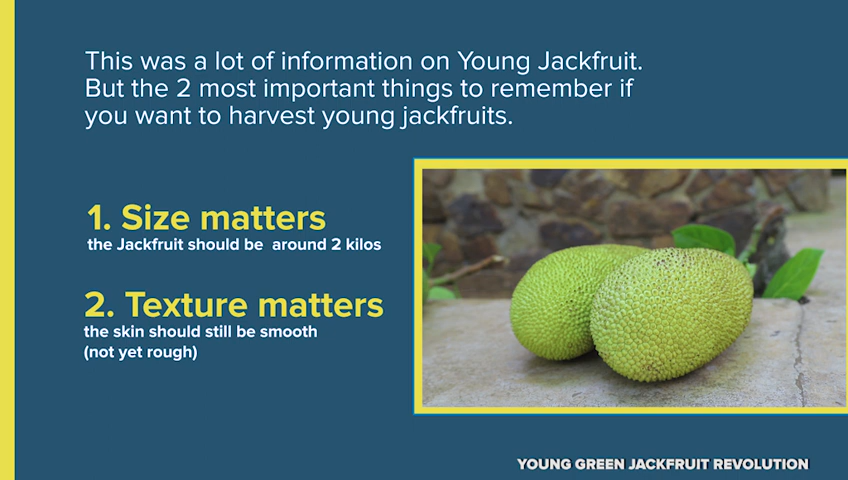 This was a lot of information on Young Jackfruit.
But the 2 most important things to remember if
you want to harvest young jackfruits.
1. Size matters
the Jackfruit should be  around 2 kilos
2. Texture matters
the skin should still be smooth
(not yet rough)
YOUNG GREEN JACKFRUIT REVOLUTION